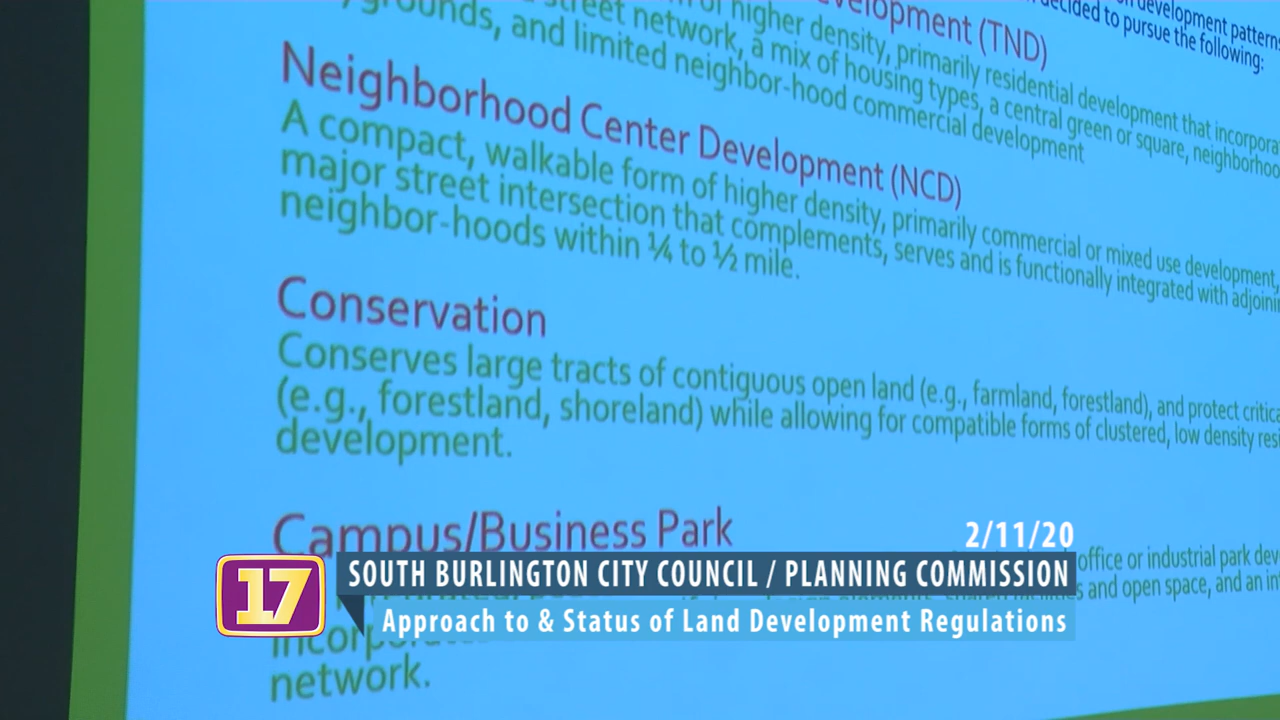 development patterns
decided to pursue the following:
Development (TND)
of higher density, primarily residential development that incorpora
street network, a mix of housing types, a central green or square, neighborhoo
grounds, and limited neighbor-hood commercial development
Neighborhood Center Development (NCD)
A compact, walkable form of higher density, primarily commercial or mixed use development,
major street intersection that complements, serves and is functionally integrated with adjoini
neighbor-hoods within ¼ to ½ mile.
Conservation
Conserves large tracts of contiguous open land (e.g., farmland, forestland), and protect critica
(e.g., forestland, shoreland) while allowing for compatible forms of clustered, low density resi
development.
Campus/Business Park
office or industrial park dev
s and open space, and an in
incorpora
network.
2/11/20
17
SOUTH BURLINGTON CITY COUNCIL / PLANNING COMMISSION
Approach to & Status of Land Development Regulations